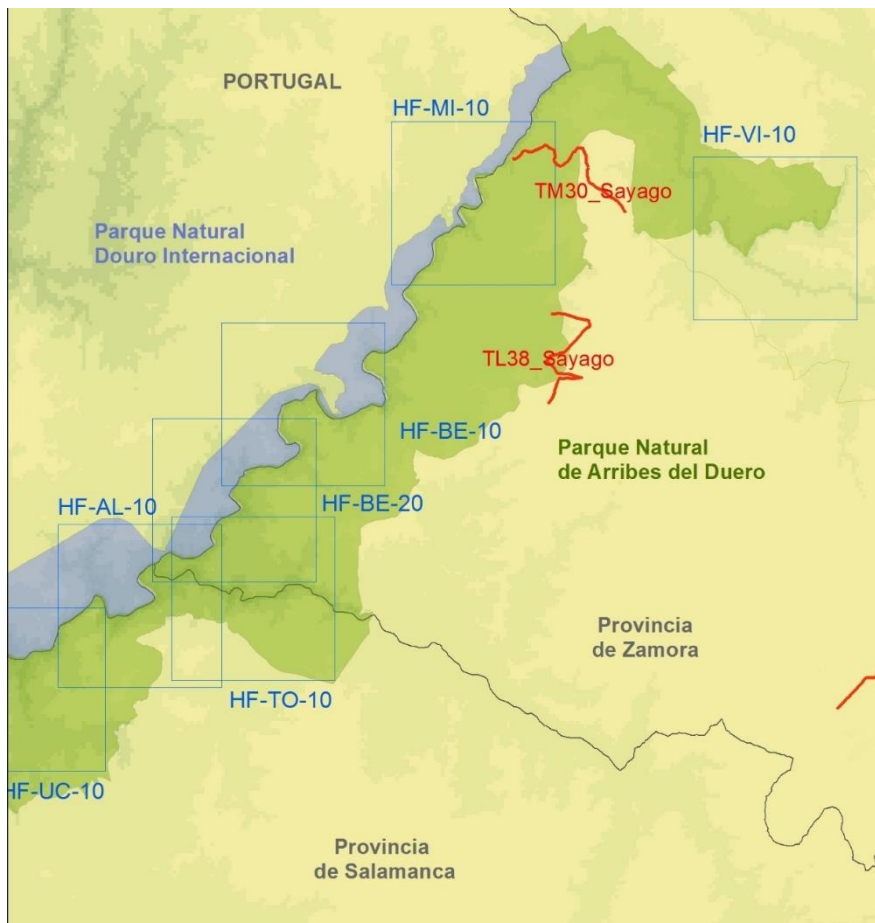 PORTUGAL
HF-MI-10
HF-VI-10
TM30_Sayago
Parque Natural
Douro Internacional
TL38_Sayago
HF-BE-10
Parque Natural
de Arribes del Duero
HF-AL-10
HF-BE-20
Provincia
de Zamora
HF-TO-10
HF-UC-10
Provincia
de Salamanca